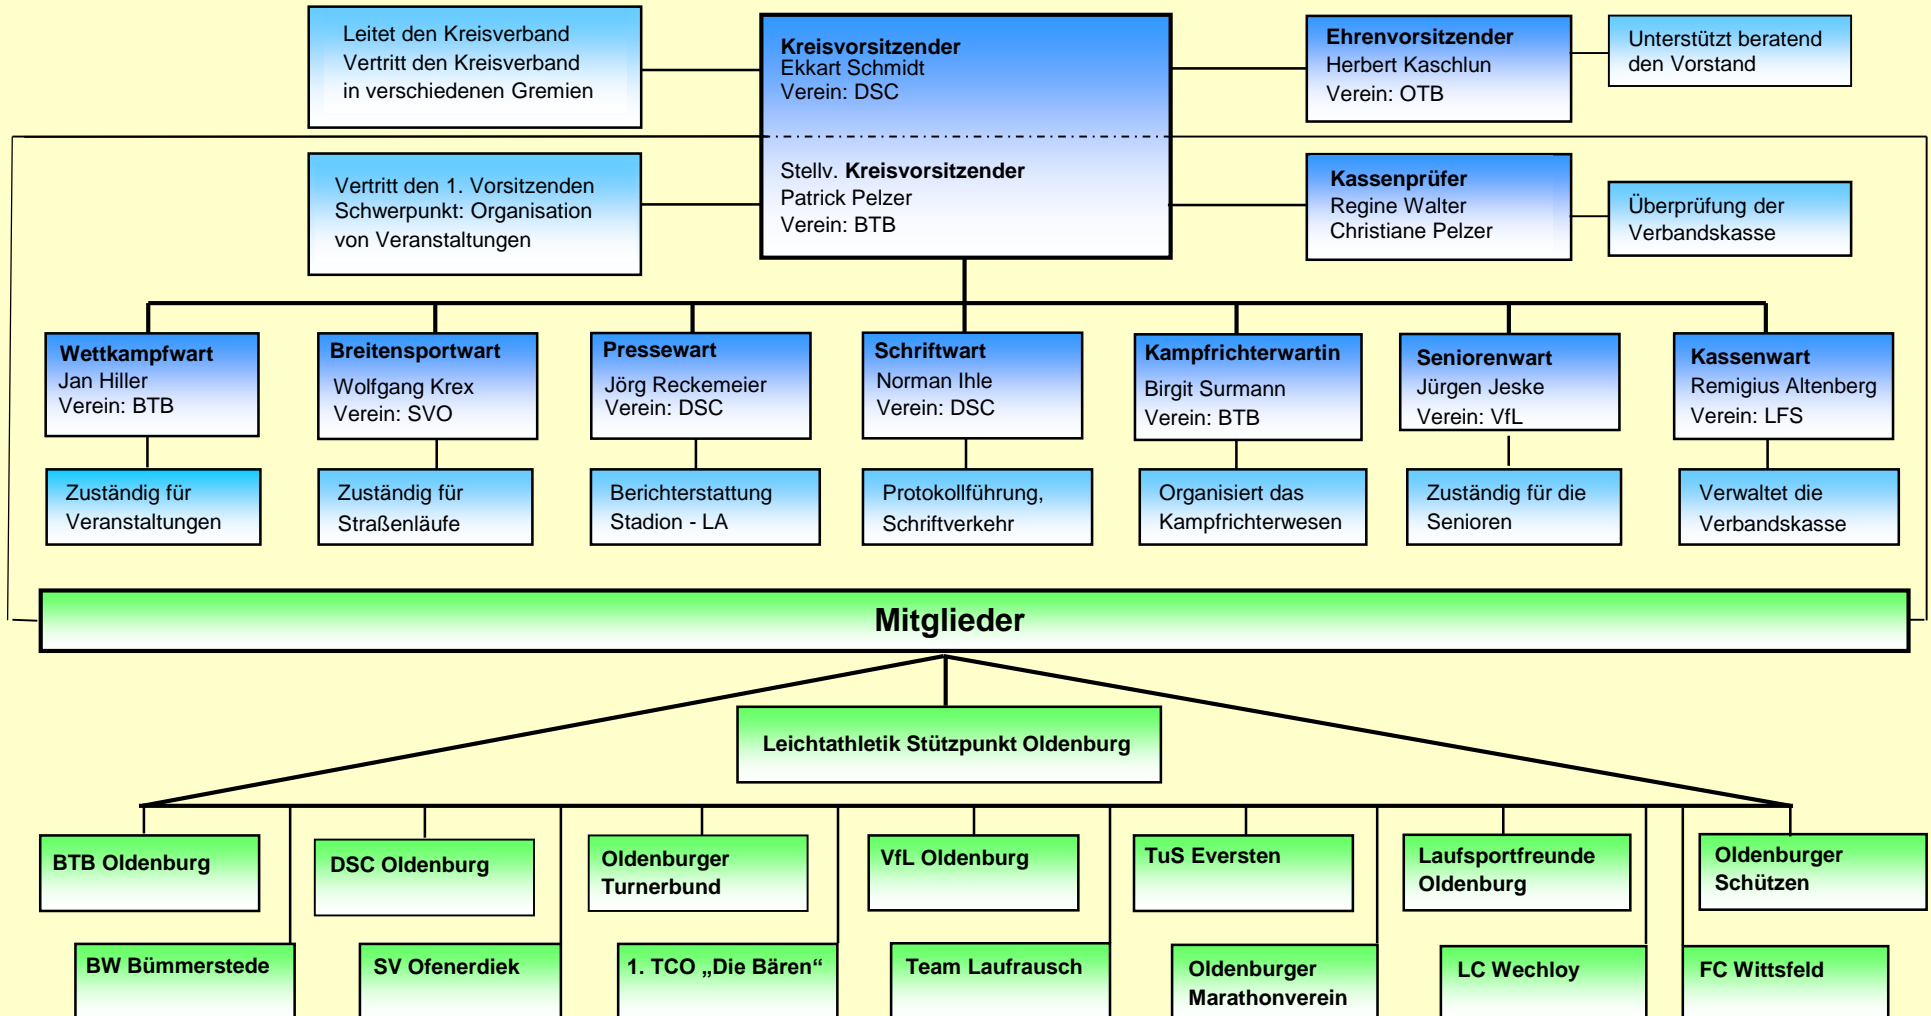 Leitet den Kreisverband
Vertritt den Kreisverband
in verschiedenen Gremien
Kreisvorsitzender
Ekkart Schmidt
Verein: DSC
Ehrenvorsitzender
Herbert Kaschlun
Verein: OTB
Unterstützt beratend
den Vorstand
Vertritt den 1. Vorsitzenden
Schwerpunkt: Organisation
von Veranstaltungen
Stellv. Kreisvorsitzender
Patrick Pelzer
Verein: BTB
Kassenprüfer
Regine Walter
Christiane Pelzer
Überprüfung der
Verbandskasse
Wettkampfwart
Jan Hiller
Verein: BTB
Breitensportwart
Wolfgang Krex
Verein: SVO
Pressewart
Jörg Reckemeier
Verein: DSC
Schriftwart
Norman Ihle
Verein: DSC
Kampfrichterwartin
Birgit Surmann
Verein: BTB
Seniorenwart
Jürgen Jeske
Verein: VfL
Kassenwart
Remigius Altenberg
Verein: LFS
Zuständig für
Veranstaltungen
Zuständig für
Straßenläufe
Berichterstattung
Stadion - LA
Protokollführung,
Schriftverkehr
Organisiert das
Kampfrichterwesen
Zuständig für die
Senioren
Verwaltet die
Verbandskasse
Mitglieder
Leichtathletik Stützpunkt Oldenburg
BTB Oldenburg
DSC Oldenburg
Oldenburger
Turnerbund
VfL Oldenburg
TuS Eversten
Laufsportfreunde
Oldenburg
Oldenburger
Schützen
BW Bümmerstede
SV Ofenerdiek
1. TCO „Die Bären“
Team Laufrausch
Oldenburger
Marathonverein
LC Wechloy
FC Wittsfeld